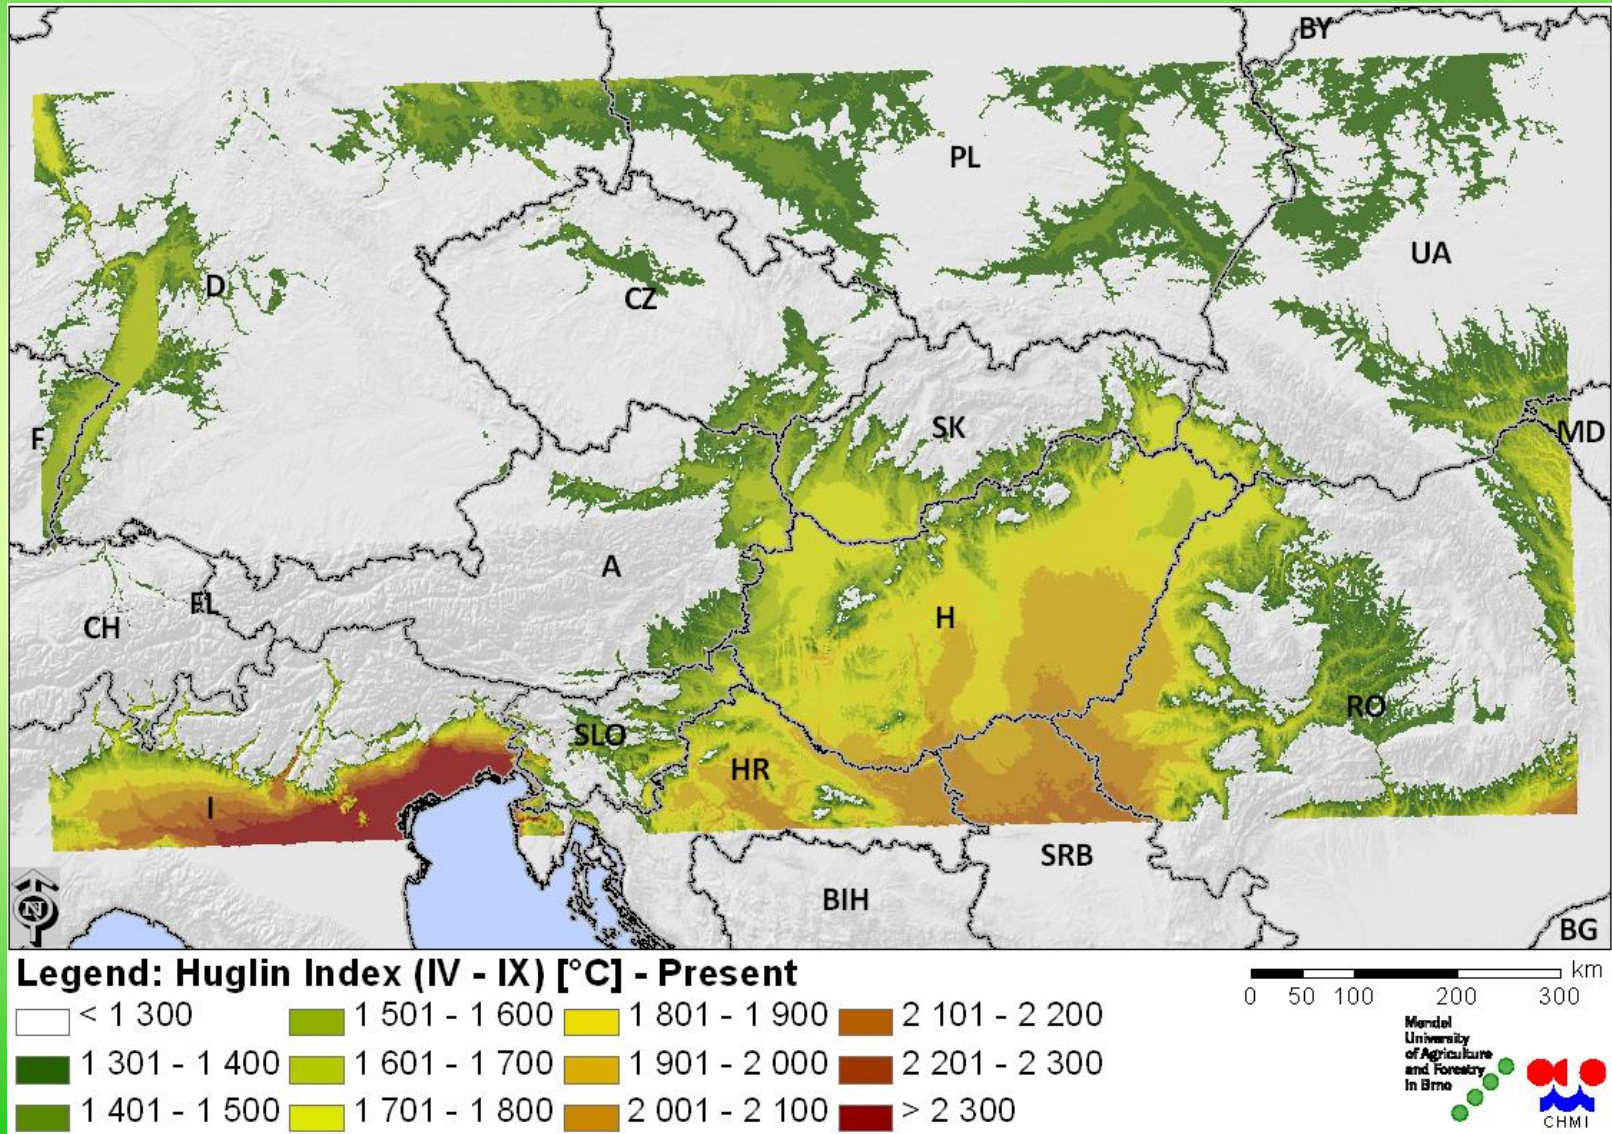 BY
PL
UA
D
CZ
F
SK
MD
A
FL
CH
H
RO
SLO
HR
I
SRB
BIH
BG
N
Legend: Huglin Index (IV - IX) [°C] - Present
< 1 300
1 501 - 1 600
1 801 - 1 900
2 101 - 2 200
1 301 - 1 400
1 601 - 1 700
1 901 - 2 000
2 201 - 2 300
1 401 - 1 500
1 701 - 1 800
2 001 - 2 100
> 2 300
km
0 50 100 200 300
Mendel
University
of Agriculture
and Forestry
in Brno
CHMI